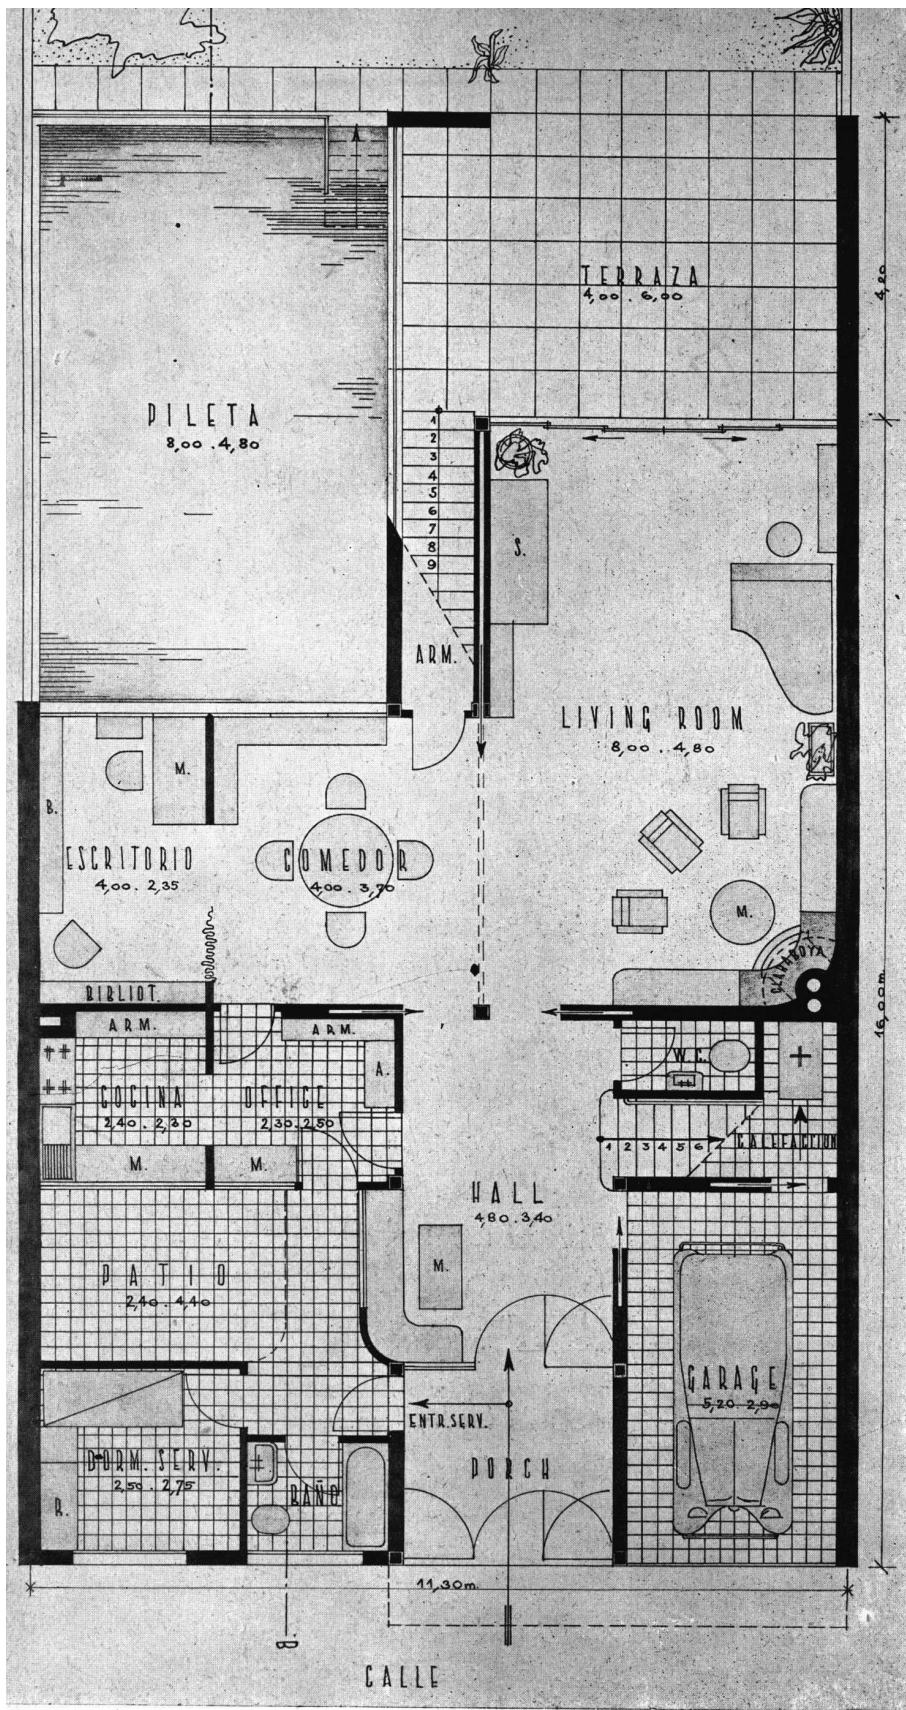 TERRAZA
4,00 . 6,00
4,20
PILETA
8,00 . 4,80
1
2
3
4
5
6
7
8
9
S.
ARM.
LIVING ROOM
8,00 . 4,80
M.
B.
ESCRITORIO
4,00 . 2,35
COMEDOR
4,00 . 3,70
M.
CLARABOYA
BIBLIOT.
16,00m
ARM.
ARM.
W.C.
A.
COCINA
2,40 . 2,30
OFFICE
2,30 . 2,50
1 2 3 4 5 6
CALEFACCION
M.
M.
HALL
4,80 . 3,40
M.
PATIO
2,40 . 4,40
GARAGE
5,20 . 2,90
ENTR. SERV.
DORM. SERV.
2,50 . 2,75
PORCH
BAÑO
R.
11,30m.
B
CALLE